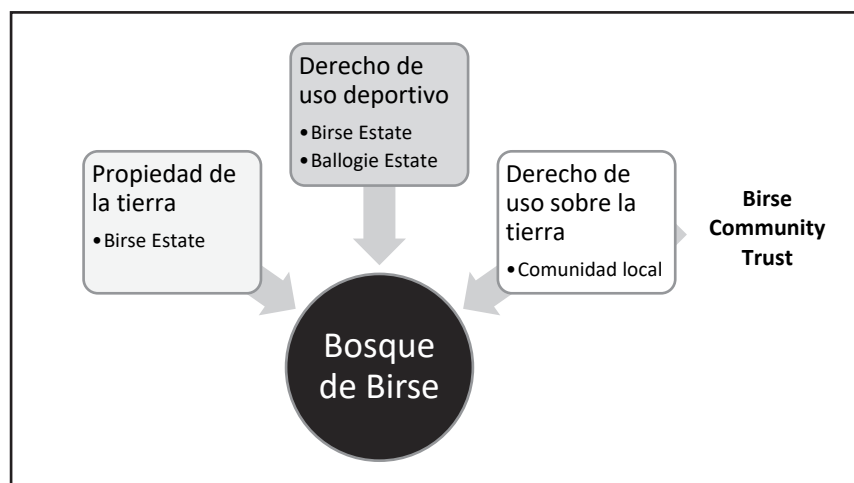 Derecho de
uso deportivo
•Birse Estate
•Ballogie Estate
Propiedad de
la tierra
•Birse Estate
Derecho de
uso sobre la
tierra
•Comunidad local
Birse
Community
Trust
Bosque
de Birse